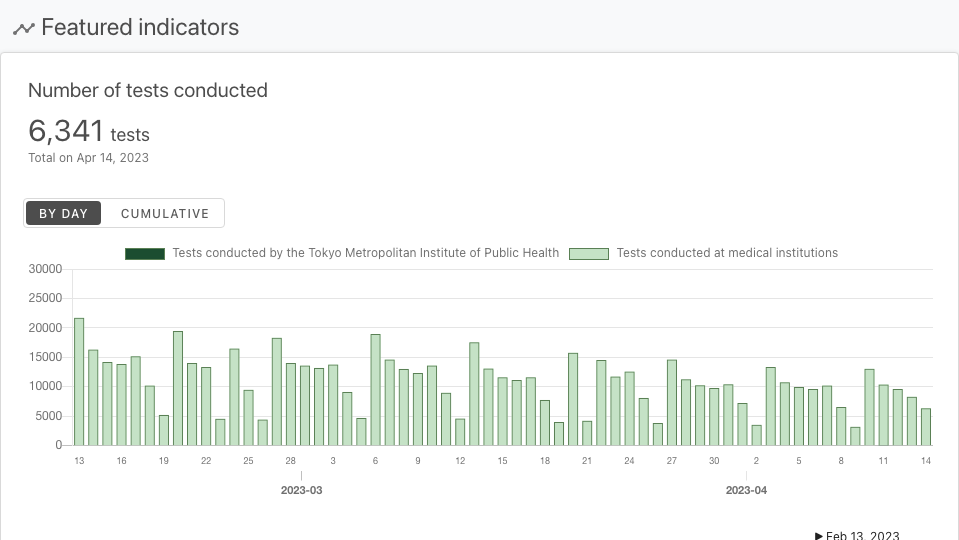 Featured indicators
Number of tests conducted
6,341 tests
Total on Apr 14, 2023
BY DAY CUMULATIVE
Tests conducted by the Tokyo Metropolitan Institute of Public Health Tests conducted at medical institutions
30000
25000
20000
15000
10000
5000
0
13 16 19 22 25 28 3 6 9 12 15 18 21 24 27 30 2 5 8 11 14
2023-03 2023-04
▶ Feb 13, 2023